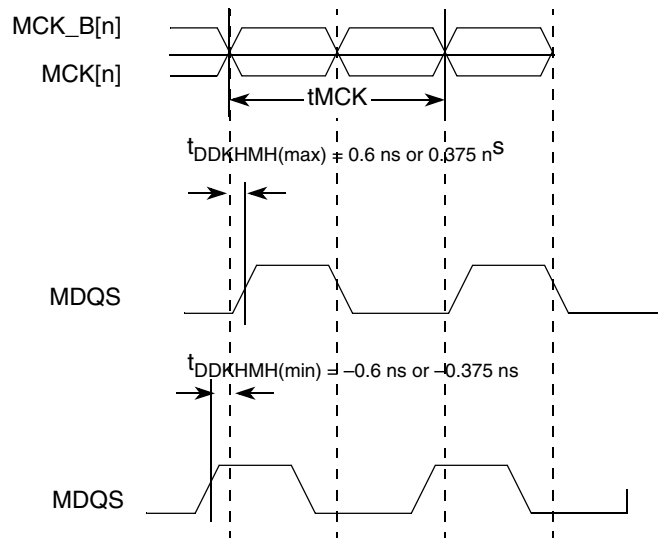 MCK_B[n]
MCK[n]
tMCK
tDDKHMH(max) = 0.6 ns or 0.375 ns
MDQS
tDDKHMH(min) = –0.6 ns or –0.375 ns
MDQS